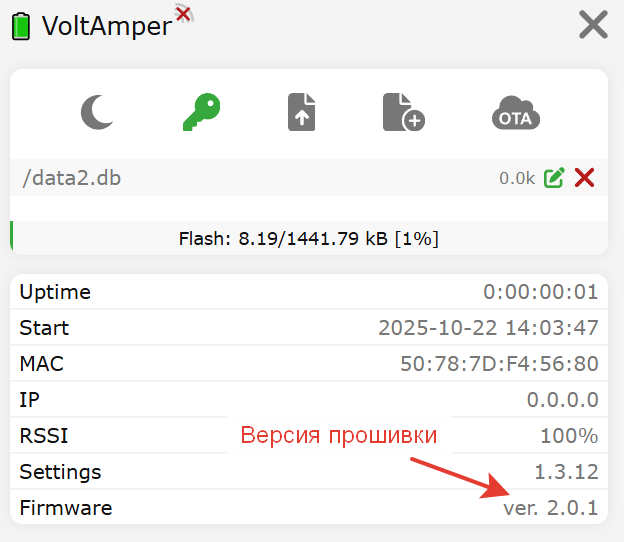 VoltAmper
OTA
/data2.db 0.0k
Flash: 8.19/1441.79 kB [1%]
Uptime 0:00:00:01
Start 2025-10-22 14:03:47
MAC 50:78:7D:F4:56:80
IP 0.0.0.0
RSSI Версия прошивки 100%
Settings 1.3.12
Firmware ver. 2.0.1